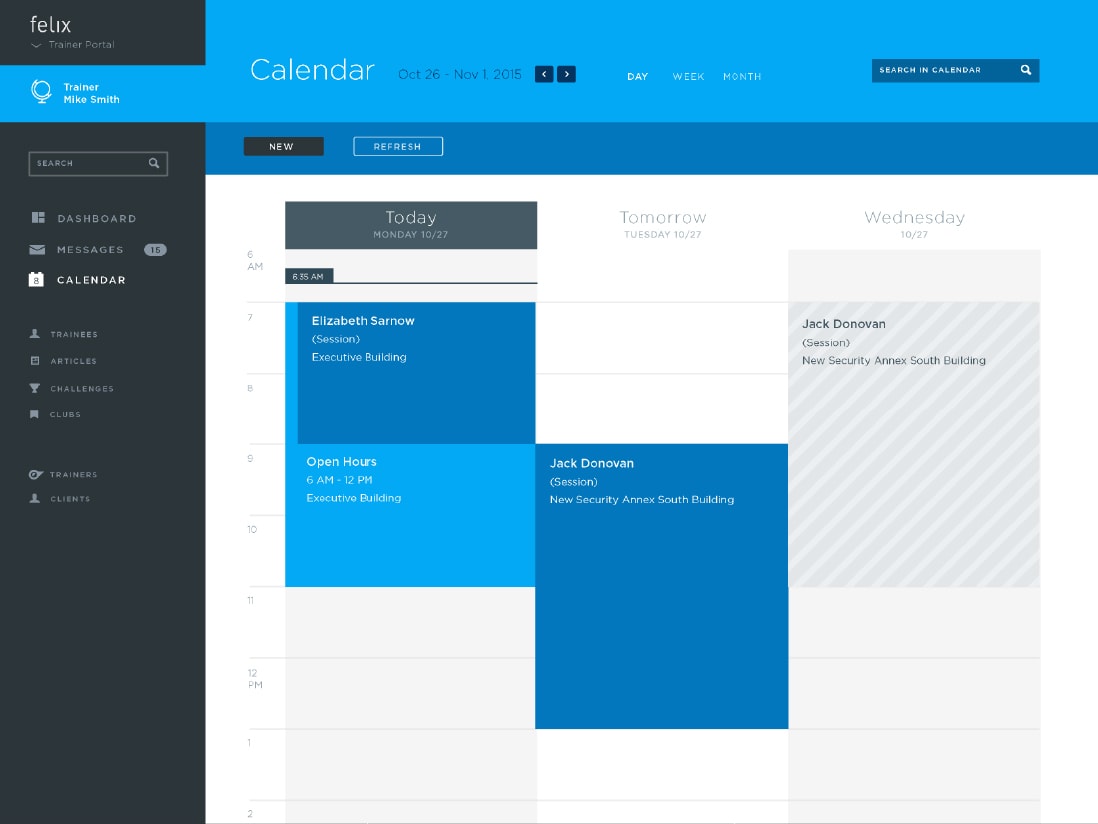 felix
Trainer Portal
Trainer
Mike Smith
SEARCH
DASHBOARD
MESSAGES 15
8 CALENDAR
TRAINEES
ARTICLES
CHALLENGES
CLUBS
TRAINERS
CLIENTS
Calendar Oct 26 - Nov 1, 2015 < > DAY WEEK MONTH SEARCH IN CALENDAR
NEW REFRESH
Today Tomorrow Wednesday
MONDAY 10/27 TUESDAY 10/27 10/27
6
AM
6:35 AM
7
Elizabeth Sarnow
(Session)
Executive Building
Jack Donovan
(Session)
New Security Annex South Building
8
9
Open Hours
6 AM - 12 PM
Executive Building
Jack Donovan
(Session)
New Security Annex South Building
10
11
12
PM
1
2